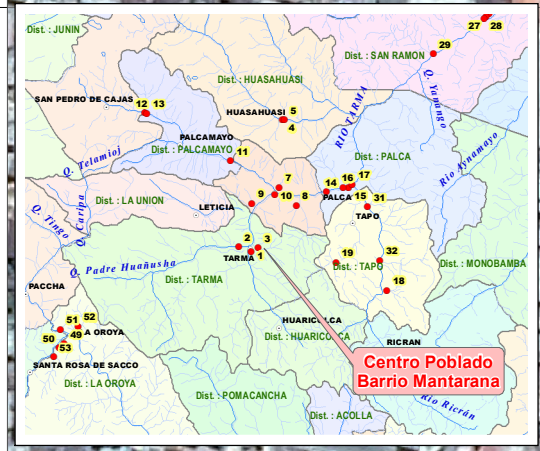 Dist. : JUNIN
27
28
Dist. : SAN RAMON
29
Dist. : HUASAHUASI
Q. Yanango
SAN PEDRO DE CAJAS
12
13
HUASAHUASI
5
4
RIO TARMA
PALCAMAYO
Dist. : PALCAMAYO
11
Dist. : PALCA
Rio Aynamayo
Q. Telamioj
7
14
16
17
9
10
8
PALCA
15
31
Dist. : LA UNION
LETICIA
TAPO
Q. Caripa
Q. Tingo
2
3
TARMA
1
19
Dist. : TAPO
32
Dist. : MONOBAMBA
Q. Padre Huañusha
Dist. : TARMA
18
PACCHA
51
52
50
49
A OROYA
53
HUARICOLCA
Dist. : HUARICOLCA
RICRAN
SANTA ROSA DE SACCO
Centro Poblado
Barrio Mantarana
Dist. : LA OROYA
Dist. : POMACANCHA
Rio Ricrán
Dist. : ACOLLA